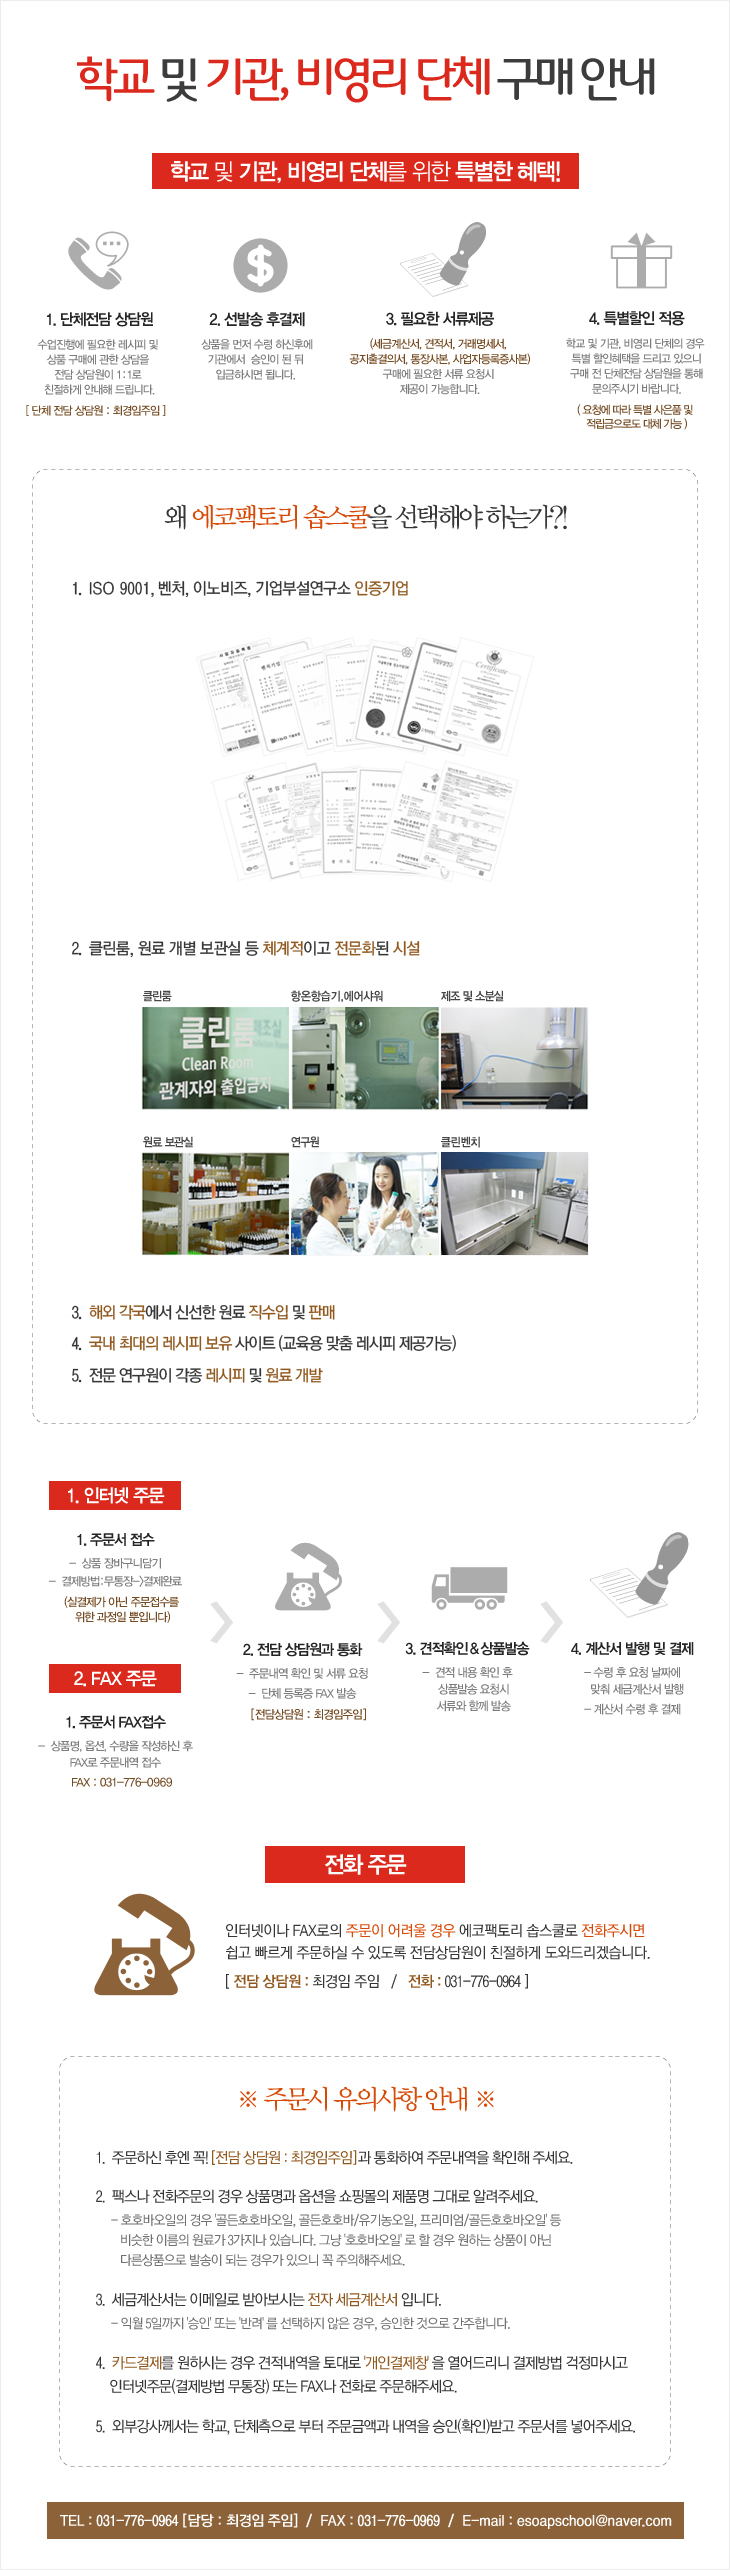 학교 및 기관, 비영리 단체 구매 안내
학교 및 기관, 비영리 단체를 위한 특별한 혜택!
1. 단체전담 상담원
수업진행에 필요한 레시피 및
상품 구매에 관한 상담을
전담 상담원이 1:1로
친절하게 안내해 드립니다.
[ 단체 전담 상담원 : 최경임주임 ]
2. 선발송 후결제
상품을 먼저 수령 하신후에
기관에서 승인이 된 뒤
입금하시면 됩니다.
3. 필요한 서류제공
(세금계산서, 견적서, 거래명세서,
공지출결의서, 통장사본, 사업자등록증사본)
구매에 필요한 서류 요청시
제공이 가능합니다.
4. 특별할인 적용
학교 및 기관, 비영리 단체의 경우
특별 할인혜택을 드리고 있으니
구매 전 단체전담 상담원을 통해
문의주시기 바랍니다.
( 요청에 따라 특별 사은품 및
적립금으로도 대체 가능 )
왜 에코팩토리 솝스쿨을 선택해야 하는가?!
1. ISO 9001, 벤처, 이노비즈, 기업부설연구소 인증기업
2. 클린룸, 원료 개별 보관실 등 체계적이고 전문화된 시설
클린룸
항온항습기,에어샤워
제조 및 소분실
클린룸
Clean Room
관계자외 출입금지
원료 보관실
연구원
클린벤치
3. 해외 각국에서 신선한 원료 직수입 및 판매
4. 국내 최대의 레시피 보유 사이트 (교육용 맞춤 레시피 제공가능)
5. 전문 연구원이 각종 레시피 및 원료 개발
1. 인터넷 주문
1. 주문서 접수
- 상품 장바구니담기
- 결제방법:무통장->결제완료
(실결제가 아닌 주문접수를
위한 과정일 뿐입니다)
2. FAX 주문
1. 주문서 FAX접수
- 상품명, 옵션, 수량을 작성하신 후
FAX로 주문내역 접수
FAX : 031-776-0969
2. 전담 상담원과 통화
- 주문내역 확인 및 서류 요청
- 단체 등록증 FAX 발송
[전담상담원 : 최경임주임]
3. 견적확인&상품발송
- 견적 내용 확인 후
상품발송 요청시
서류와 함께 발송
4. 계산서 발행 및 결제
- 수령 후 요청 날짜에
맞춰 세금계산서 발행
- 계산서 수령 후 결제
전화 주문
인터넷이나 FAX로의 주문이 어려울 경우 에코팩토리 솝스쿨로 전화주시면
쉽고 빠르게 주문하실 수 있도록 전담상담원이 친절하게 도와드리겠습니다.
[ 전담 상담원 : 최경임 주임 / 전화 : 031-776-0964 ]
※ 주문시 유의사항 안내 ※
1. 주문하신 후엔 꼭! [전담 상담원 : 최경임주임]과 통화하여 주문내역을 확인해 주세요.
2. 팩스나 전화주문의 경우 상품명과 옵션을 쇼핑몰의 제품명 그대로 알려주세요.
- 호호바오일의 경우 '골든호호바오일, 골든호호바/유기농오일, 프리미엄/골든호호바오일' 등
비슷한 이름의 원료가 3가지나 있습니다. 그냥 '호호바오일' 로 할 경우 원하는 상품이 아닌
다른상품으로 발송이 되는 경우가 있으니 꼭 주의해주세요.
3. 세금계산서는 이메일로 받아보시는 전자 세금계산서 입니다.
- 익월 5일까지 '승인' 또는 '반려' 를 선택하지 않은 경우, 승인한 것으로 간주합니다.
4. 카드결제를 원하시는 경우 견적내역을 토대로 '개인결제창' 을 열어드리니 결제방법 걱정마시고
인터넷주문(결제방법 무통장) 또는 FAX나 전화로 주문해주세요.
5. 외부강사께서는 학교, 단체측으로 부터 주문금액과 내역을 승인(확인)받고 주문서를 넣어주세요.
TEL : 031-776-0964 [담당 : 최경임 주임] / FAX : 031-776-0969 / E-mail : esoapschool@naver.com